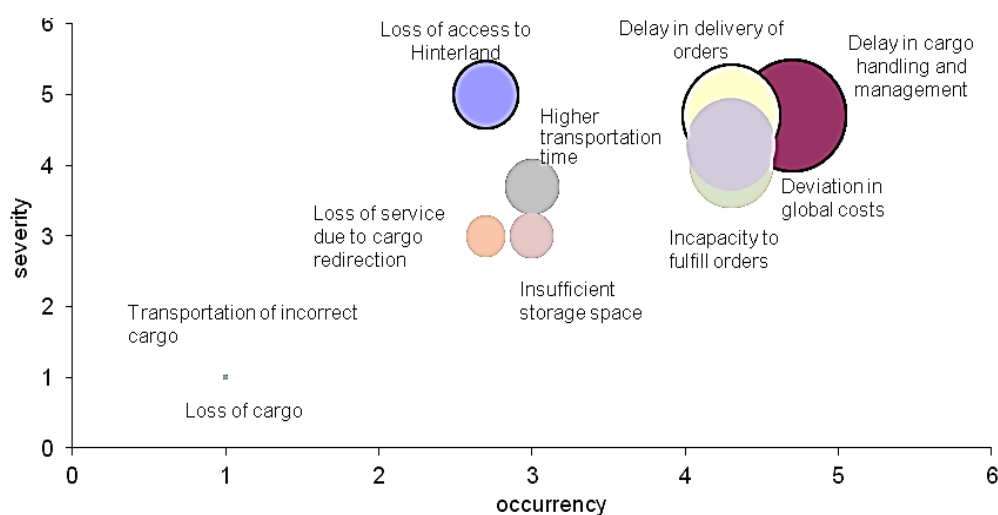 6
5
4
3
2
1
0
severity
Loss of access to
Hinterland
Delay in delivery of
orders
Delay in cargo
handling and
management
Higher
transportation
time
Loss of service
due to cargo
redirection
Deviation in
global costs
Incapacity to
fulfill orders
Insufficient
storage space
Transportation of incorrect
cargo
Loss of cargo
0 1 2 3 4 5 6
occurrency